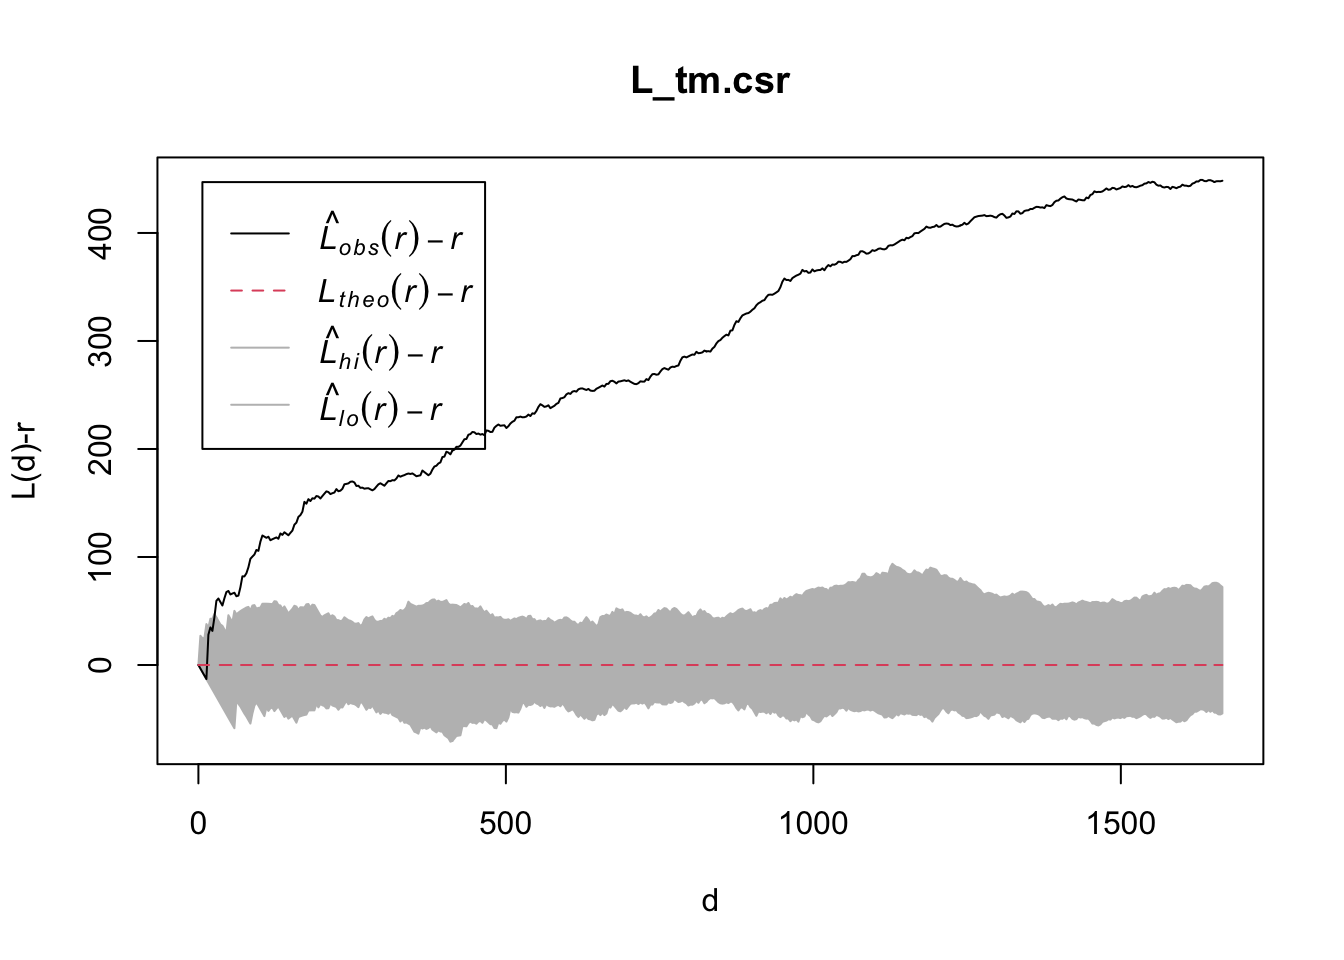 L_tm.csr
L̂obs(r) − r
Ltheo(r) − r
L̂hi(r) − r
L̂lo(r) − r
L(d)-r
400
300
200
100
0
0 500 1000 1500
d